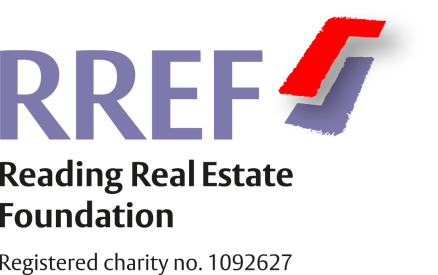 RREF
Reading Real Estate
Foundation
Registered charity no. 1092627